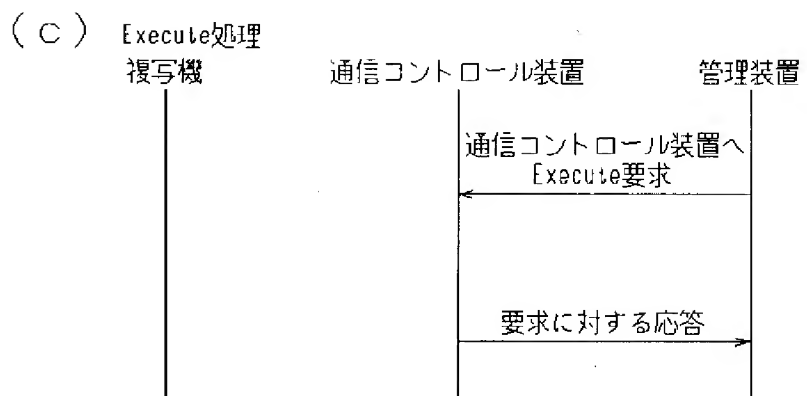 (C) Execute処理
複写機 通信コントロール装置 管理装置
通信コントロール装置へ
Execute要求
要求に対する応答